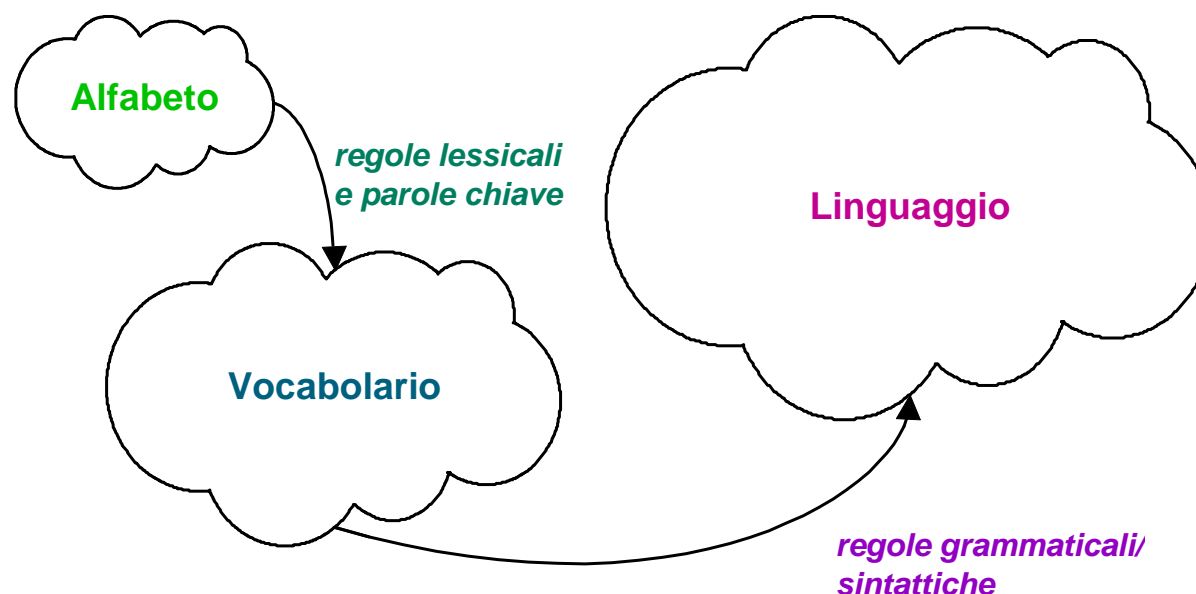 Alfabeto
regole lessicali
e parole chiave
Linguaggio
Vocabolario
regole grammaticali/
sintattiche